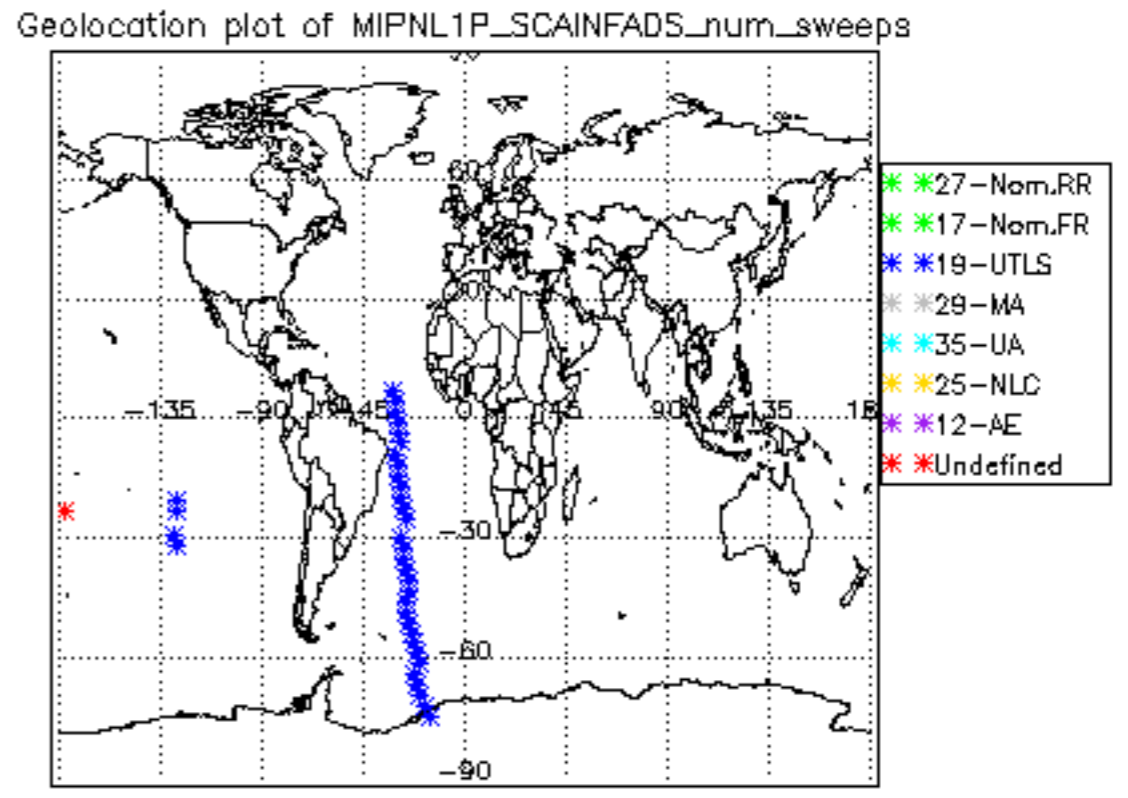 Geolocation plot of MIPNL1P_SCAINFADS_num_sweeps
60
-135 -90 -45 0 45 90 135
-30
-60
-90
27-Nom.RR
17-Nom.FR
19-UTLS
29-MA
35-UA
25-NLC
12-AE
Undefined